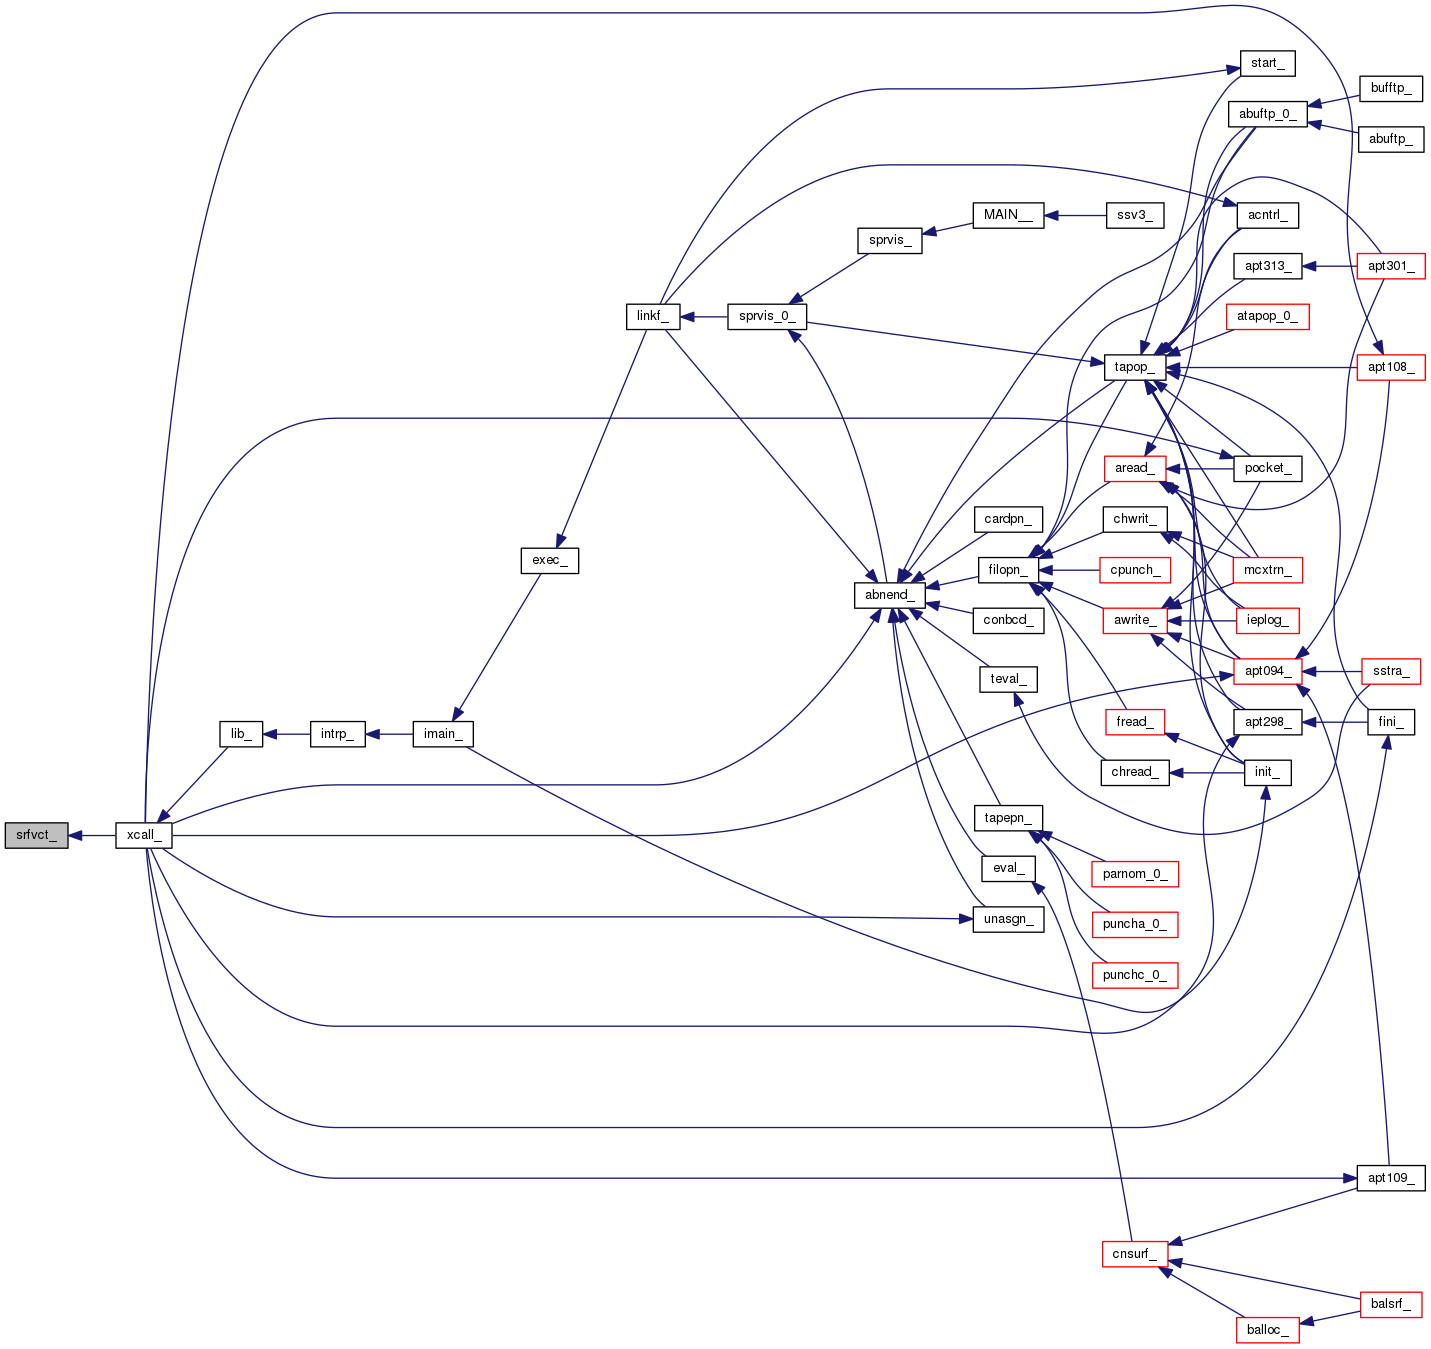 start_
bufftp_
abuftp_0_
abuftp_
MAIN__
ssv3_
acntrl_
sprvis_
apt313_
apt301_
linkf_
sprvis_0_
atapop_0_
tapop_
apt108_
aread_
pocket_
cardpn_
chwrit_
exec_
filopn_
cpunch_
mcxtrn_
abnend_
conbcd_
awrite_
ieplog_
teval_
apt094_
sstra_
lib_
intrp_
imain_
fread_
apt298_
fini_
chread_
init_
srfvct_
xcall_
tapepn_
eval_
parnom_0_
unasgn_
puncha_0_
punchc_0_
apt109_
cnsurf_
balsrf_
balloc_